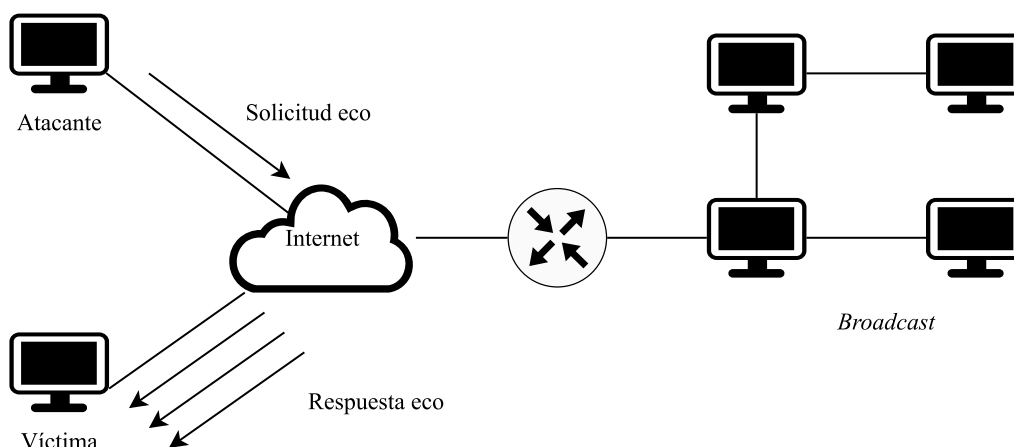 Atacante
Solicitud eco
Internet
Broadcast
Respuesta eco
Víctima